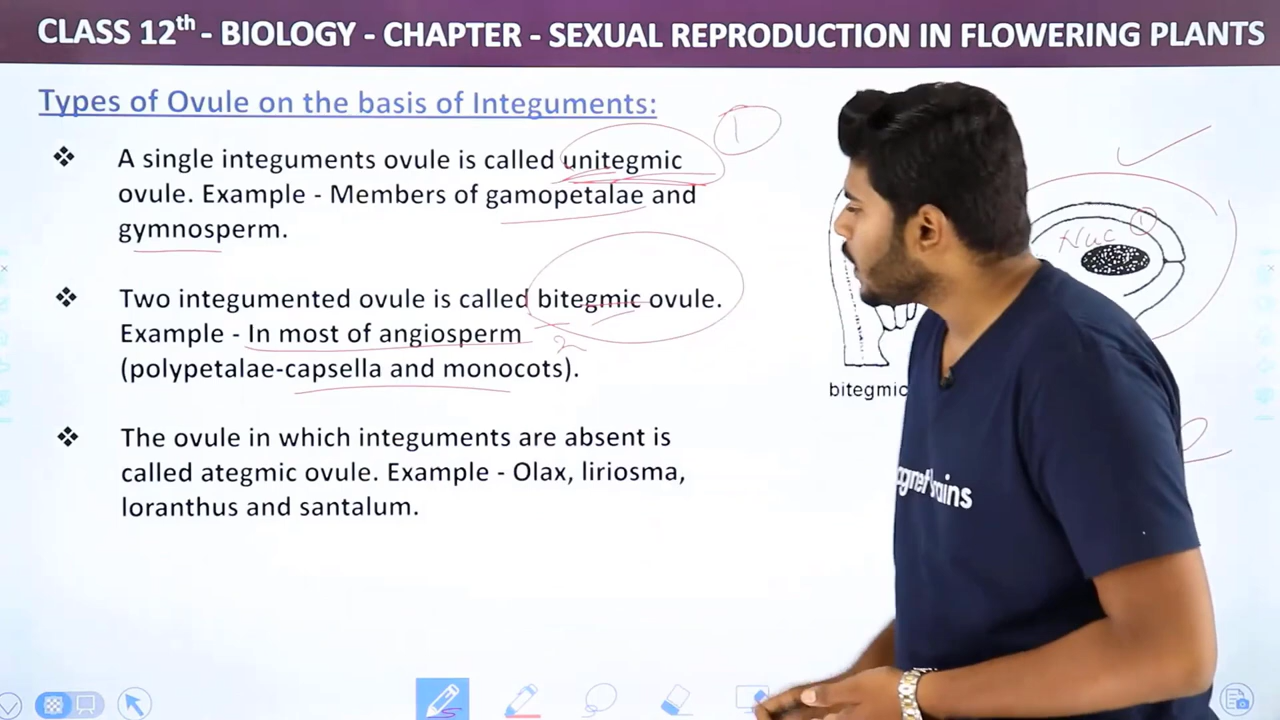 CLASS 12th - BIOLOGY - CHAPTER - SEXUAL REPRODUCTION IN FLOWERING PLANTS
Types of Ovule on the basis of Integuments:
❖ A single integuments ovule is called unitegmic
ovule. Example - Members of gamopetalae and
gymnosperm.
❖ Two integumented ovule is called bitegmic ovule.
Example - In most of angiosperm
(polypetalae-capsella and monocots).
❖ The ovule in which integuments are absent is
called ategmic ovule. Example - Olax, liriosma,
loranthus and santalum.
1
2
Nuc
1
bitegmic